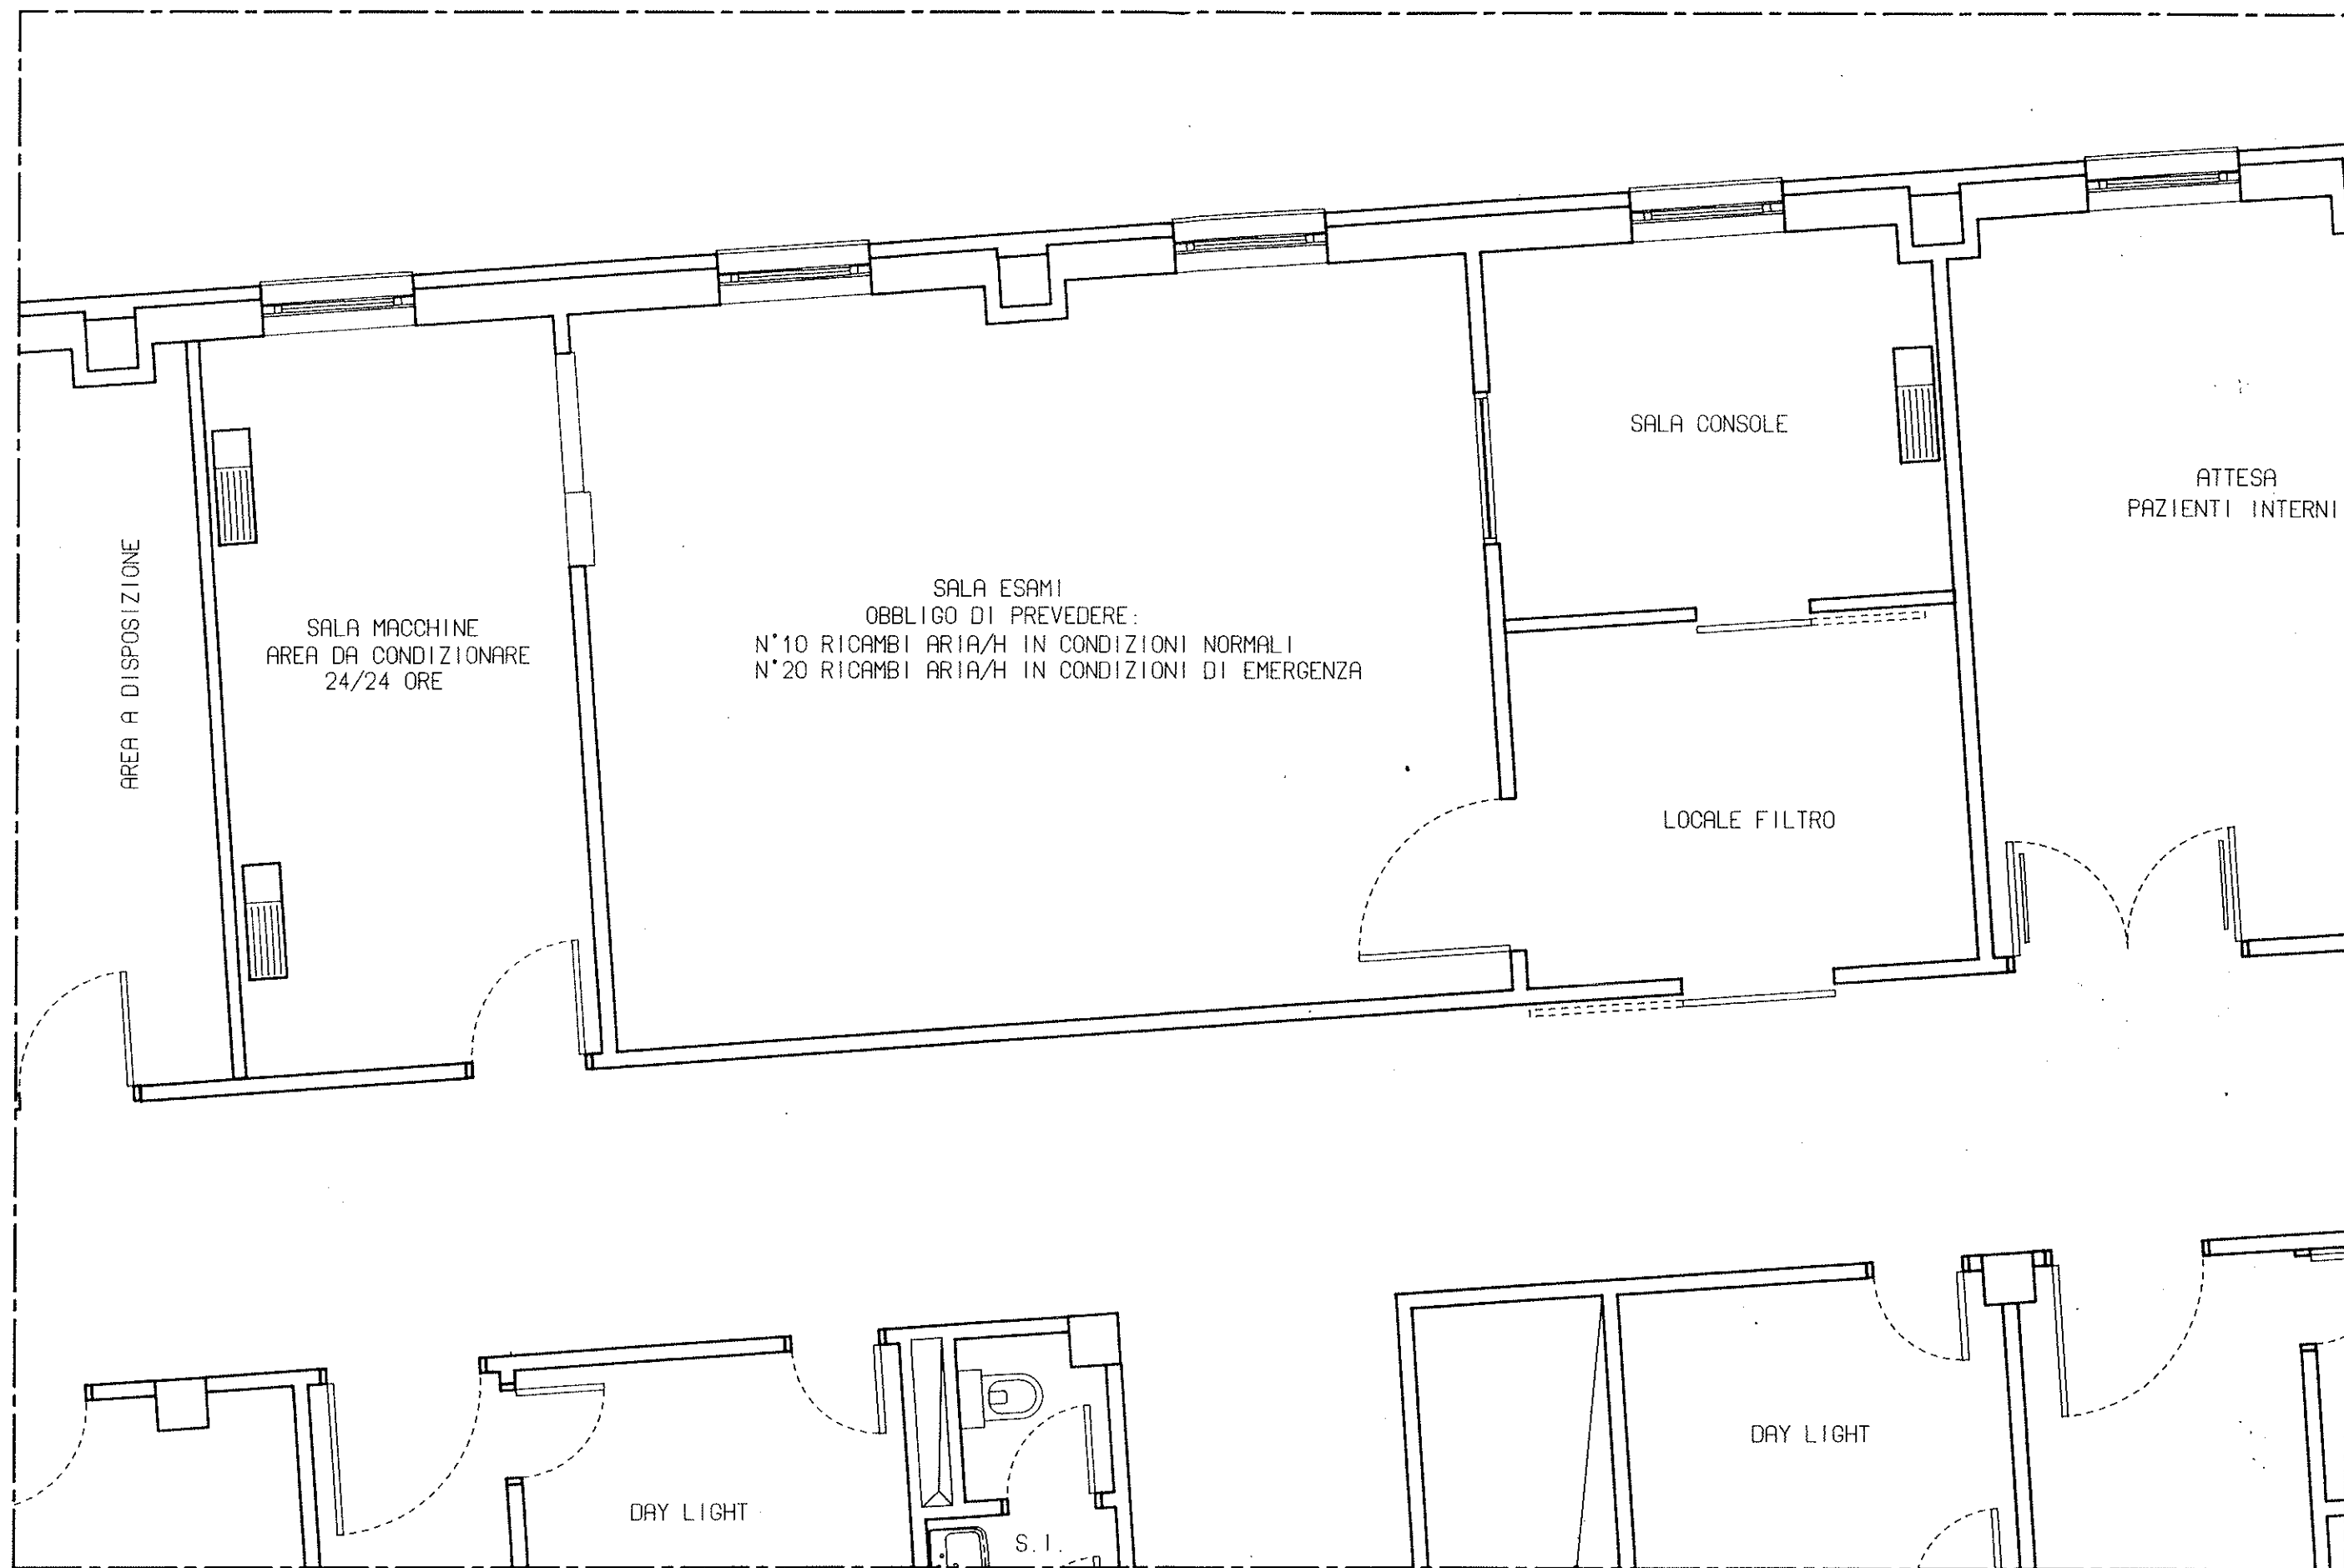 AREA A DISPOSIZIONE
SALA MACCHINE
AREA DA CONDIZIONARE
24/24 ORE
SALA ESAMI
OBBLIGO DI PREVEDERE:
N°10 RICAMBI ARIA/H IN CONDIZIONI NORMALI
N°20 RICAMBI ARIA/H IN CONDIZIONI DI EMERGENZA
SALA CONSOLE
LOCALE FILTRO
ATTESA
PAZIENTI INTERNI
DAY LIGHT
S.I.
DAY LIGHT